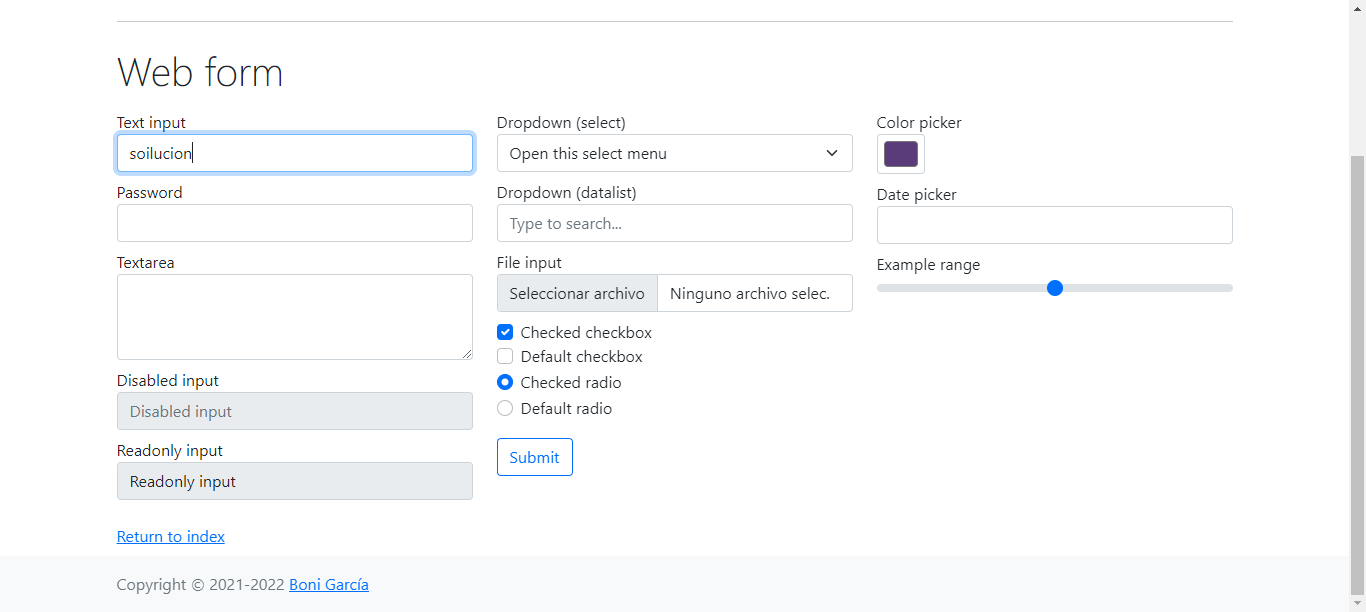 Web form
Text input
soilucion
Password
Textarea
Disabled input
Disabled input
Readonly input
Readonly input
Dropdown (select)
Open this select menu
Dropdown (datalist)
Type to search...
File input
Seleccionar archivo Ninguno archivo selec.
Checked checkbox
Default checkbox
Checked radio
Default radio
Submit
Color picker
Date picker
Example range
Return to index
Copyright © 2021-2022 Boni García